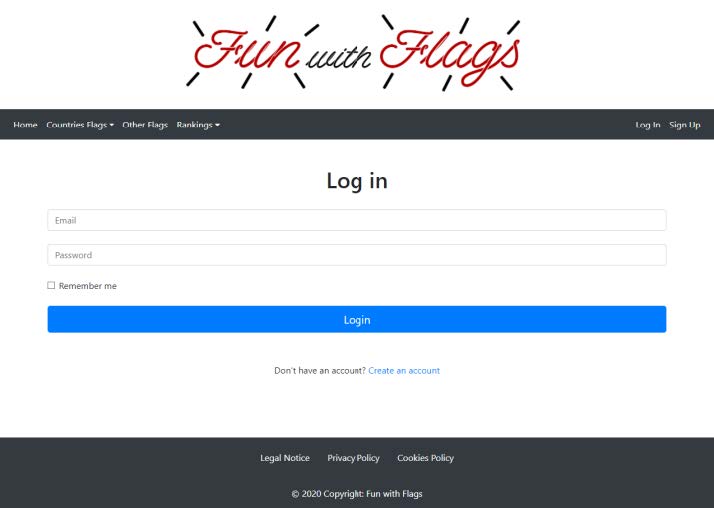 Fun with Flags
Home Countries Flags Other Flags Rankings Log In Sign Up
Log in
Email
Password
Remember me
Login
Don't have an account? Create an account
Legal Notice Privacy Policy Cookies Policy
© 2020 Copyright: Fun with Flags